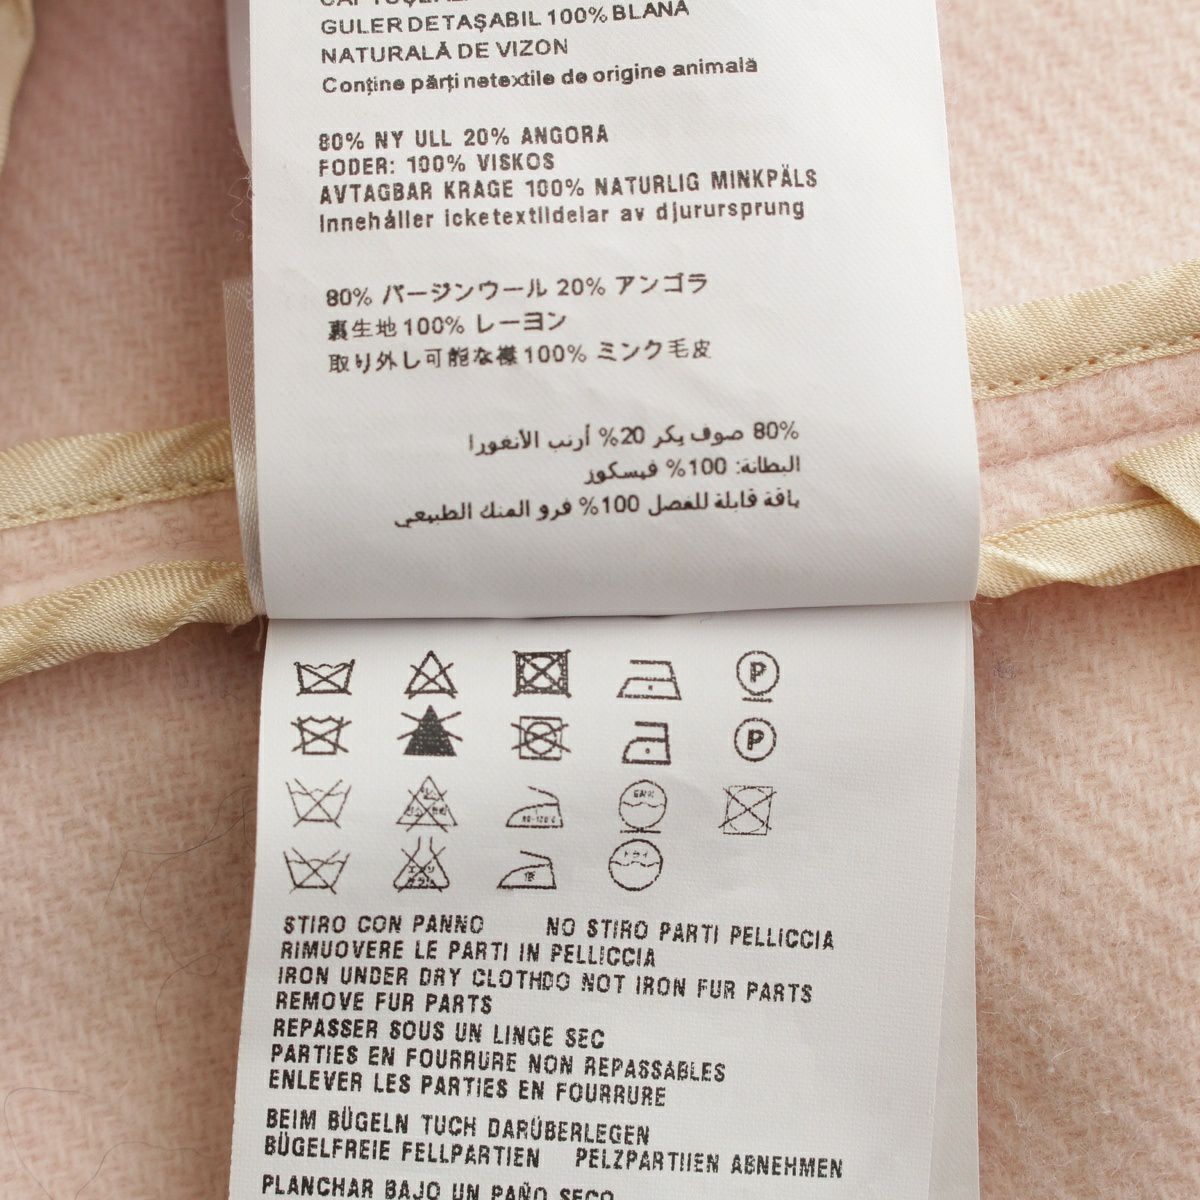 GULER DETAŞABIL 100% BLANA
NATURALĂ DE VIZON
Conține părți netextile de origine animală
80% NY ULL 20% ANGORA
FODER: 100% VISKOS
AVTAGBAR KRAGE 100% NATURLIG MINKPÄLS
Innehåller icketextildelar av djurursprung
80% バージンウール 20% アンゴラ
裏生地100% レーヨン
取り外し可能な襟100% ミンク毛皮
80% صوف بكر 20% أرنب الأنغورا
البطانة: 100% فيسكوز
ياقة قابلة للفصل 100% فرو المنك الطبيعي
P
P
ドライ
STIRO CON PANNO NO STIRO PARTI PELLICCIA
RIMUOVERE LE PARTI IN PELLICCIA
IRON UNDER DRY CLOTHDO NOT IRON FUR PARTS
REMOVE FUR PARTS
REPASSER SOUS UN LINGE SEC
PARTIES EN FOURRURE NON REPASSABLES
ENLEVER LES PARTIES EN FOURRURE
BEIM BÜGELN TUCH DARÜBERLEGEN
BÜGELFREIE FELLPARTIEN PELZPARTIIEN ABNEHMEN
PLANCHAR BAJO UN PAÑO SECO